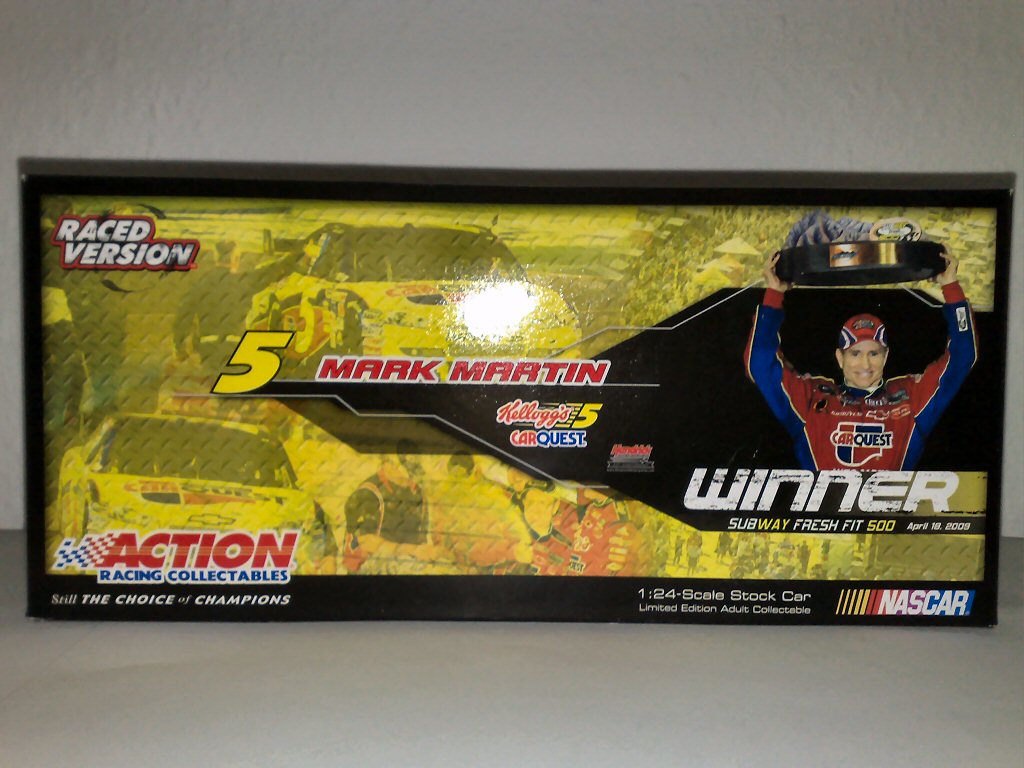 RACED
VERSION
5 MARK MARTIN
Kellogg's 5
CARQUEST
Hendrick
CARQUEST
WINNER
SUBWAY FRESH FIT 500 April 18, 2009
ACTION
RACING COLLECTABLES
Still THE CHOICE of CHAMPIONS
1:24-Scale Stock Car
Limited Edition Adult Collectable
NASCAR